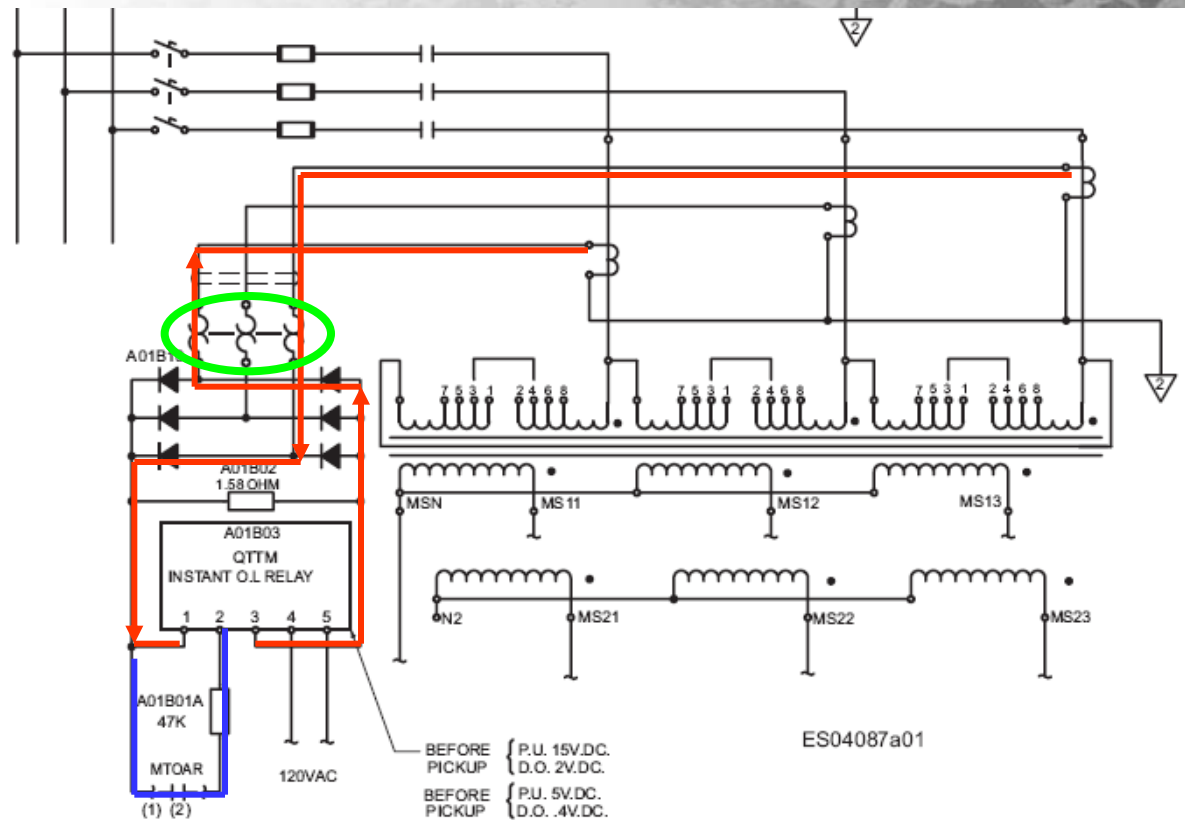 2
A01B1
7 5 3 1 2 4 6 8
7 5 3 1 2 4 6 8
7 5 3 1 2 4 6 8
2
A01B02
1.58 OHM
MSN
MS11
MS12
MS13
A01B03
QTTM
INSTANT O.L RELAY
1 2 3 4 5
N2
MS21
MS22
MS23
A01B01A
47K
MTOAR
(1) (2)
120VAC
BEFORE PICKUP { P.U. 15V.DC.
D.O. 2V.DC.
BEFORE PICKUP { P.U. 5V.DC.
D.O. .4V.DC.
ES04087a01